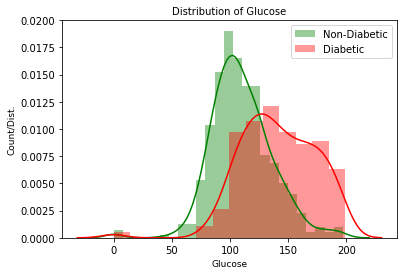 Distribution of Glucose
Non-Diabetic
Diabetic
0.0200
0.0175
0.0150
0.0125
0.0100
0.0075
0.0050
0.0025
0.0000
Count/Dist.
0 50 100 150 200
Glucose